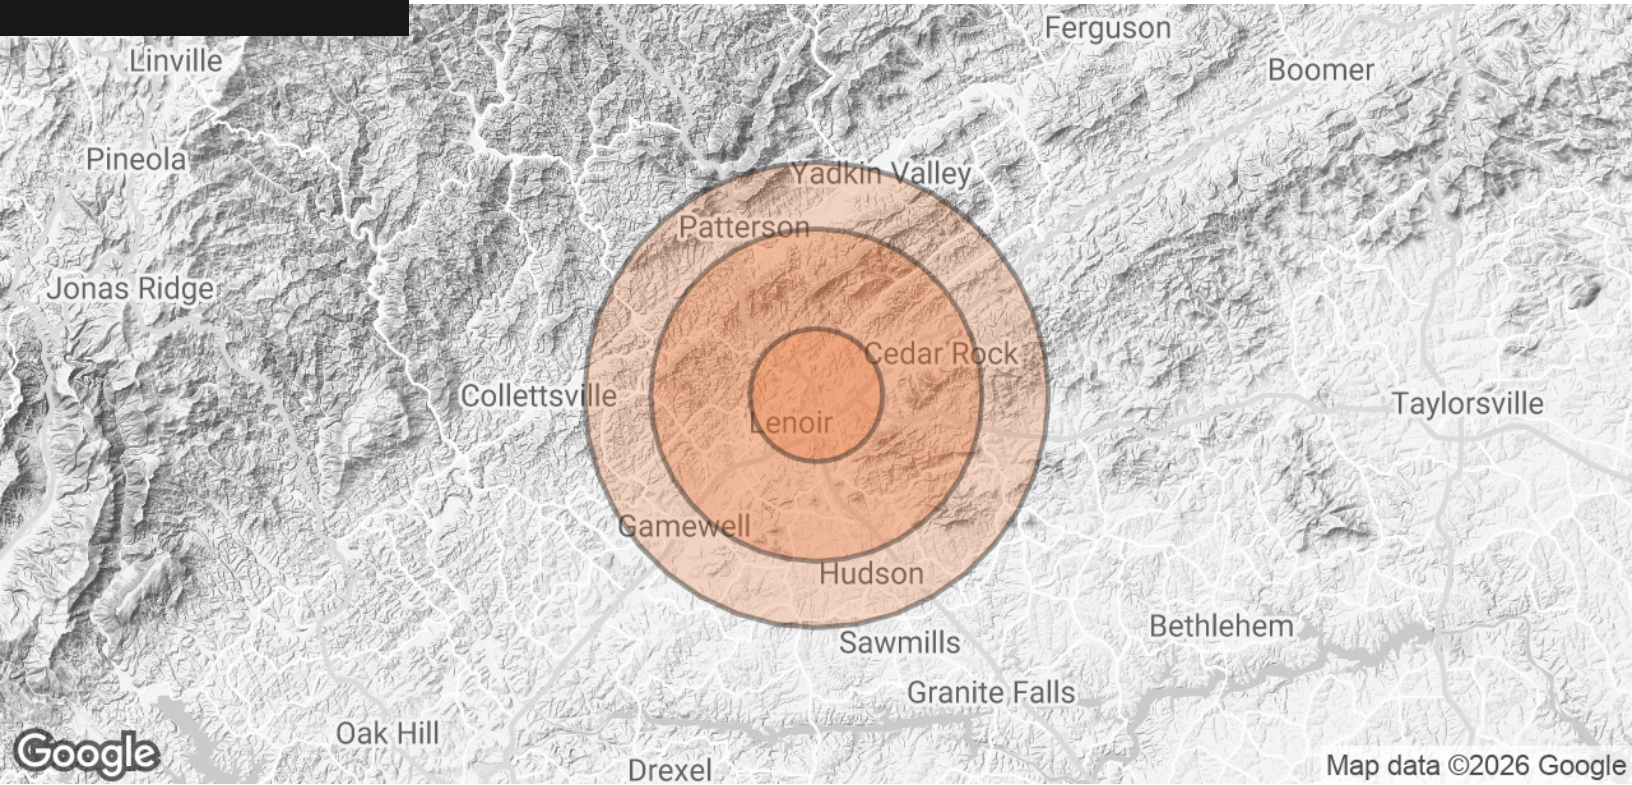 Ferguson
Linville
Boomer
Pineola
Yadkin Valley
Patterson
Jonas Ridge
Cedar Rock
Collettsville
Taylorsville
Lenoir
Gamewell
Hudson
Bethlehem
Sawmills
Granite Falls
Oak Hill
Google
Drexel
Map data ©2026 Google